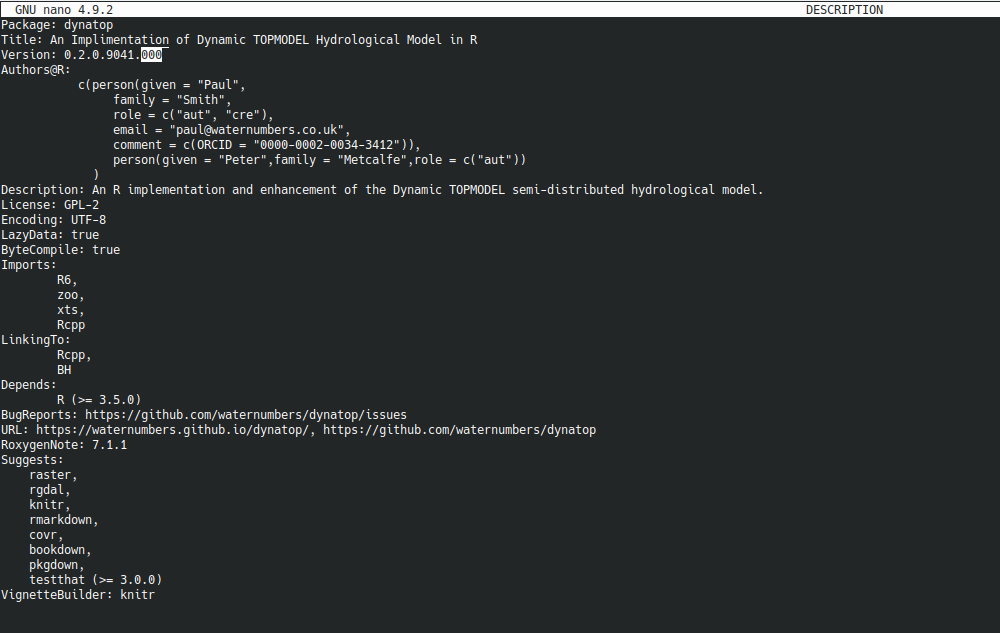 GNU nano 4.9.2 DESCRIPTION
Package: dynatop
Title: An Implimentation of Dynamic TOPMODEL Hydrological Model in R
Version: 0.2.0.9041.000
Authors@R:
           c(person(given = "Paul",
                family = "Smith",
                role = c("aut", "cre"),
                email = "paul@waternumbers.co.uk",
                comment = c(ORCID = "0000-0002-0034-3412")),
                person(given = "Peter",family = "Metcalfe",role = c("aut"))
             )
Description: An R implementation and enhancement of the Dynamic TOPMODEL semi-distributed hydrological model.
License: GPL-2
Encoding: UTF-8
LazyData: true
ByteCompile: true
Imports:
        R6,
        zoo,
        xts,
        Rcpp
LinkingTo:
        Rcpp,
        BH
Depends:
        R (>= 3.5.0)
BugReports: https://github.com/waternumbers/dynatop/issues
URL: https://waternumbers.github.io/dynatop/, https://github.com/waternumbers/dynatop
RoxygenNote: 7.1.1
Suggests:
    raster,
    rgdal,
    knitr,
    rmarkdown,
    covr,
    bookdown,
    pkgdown,
    testthat (>= 3.0.0)
VignetteBuilder: knitr